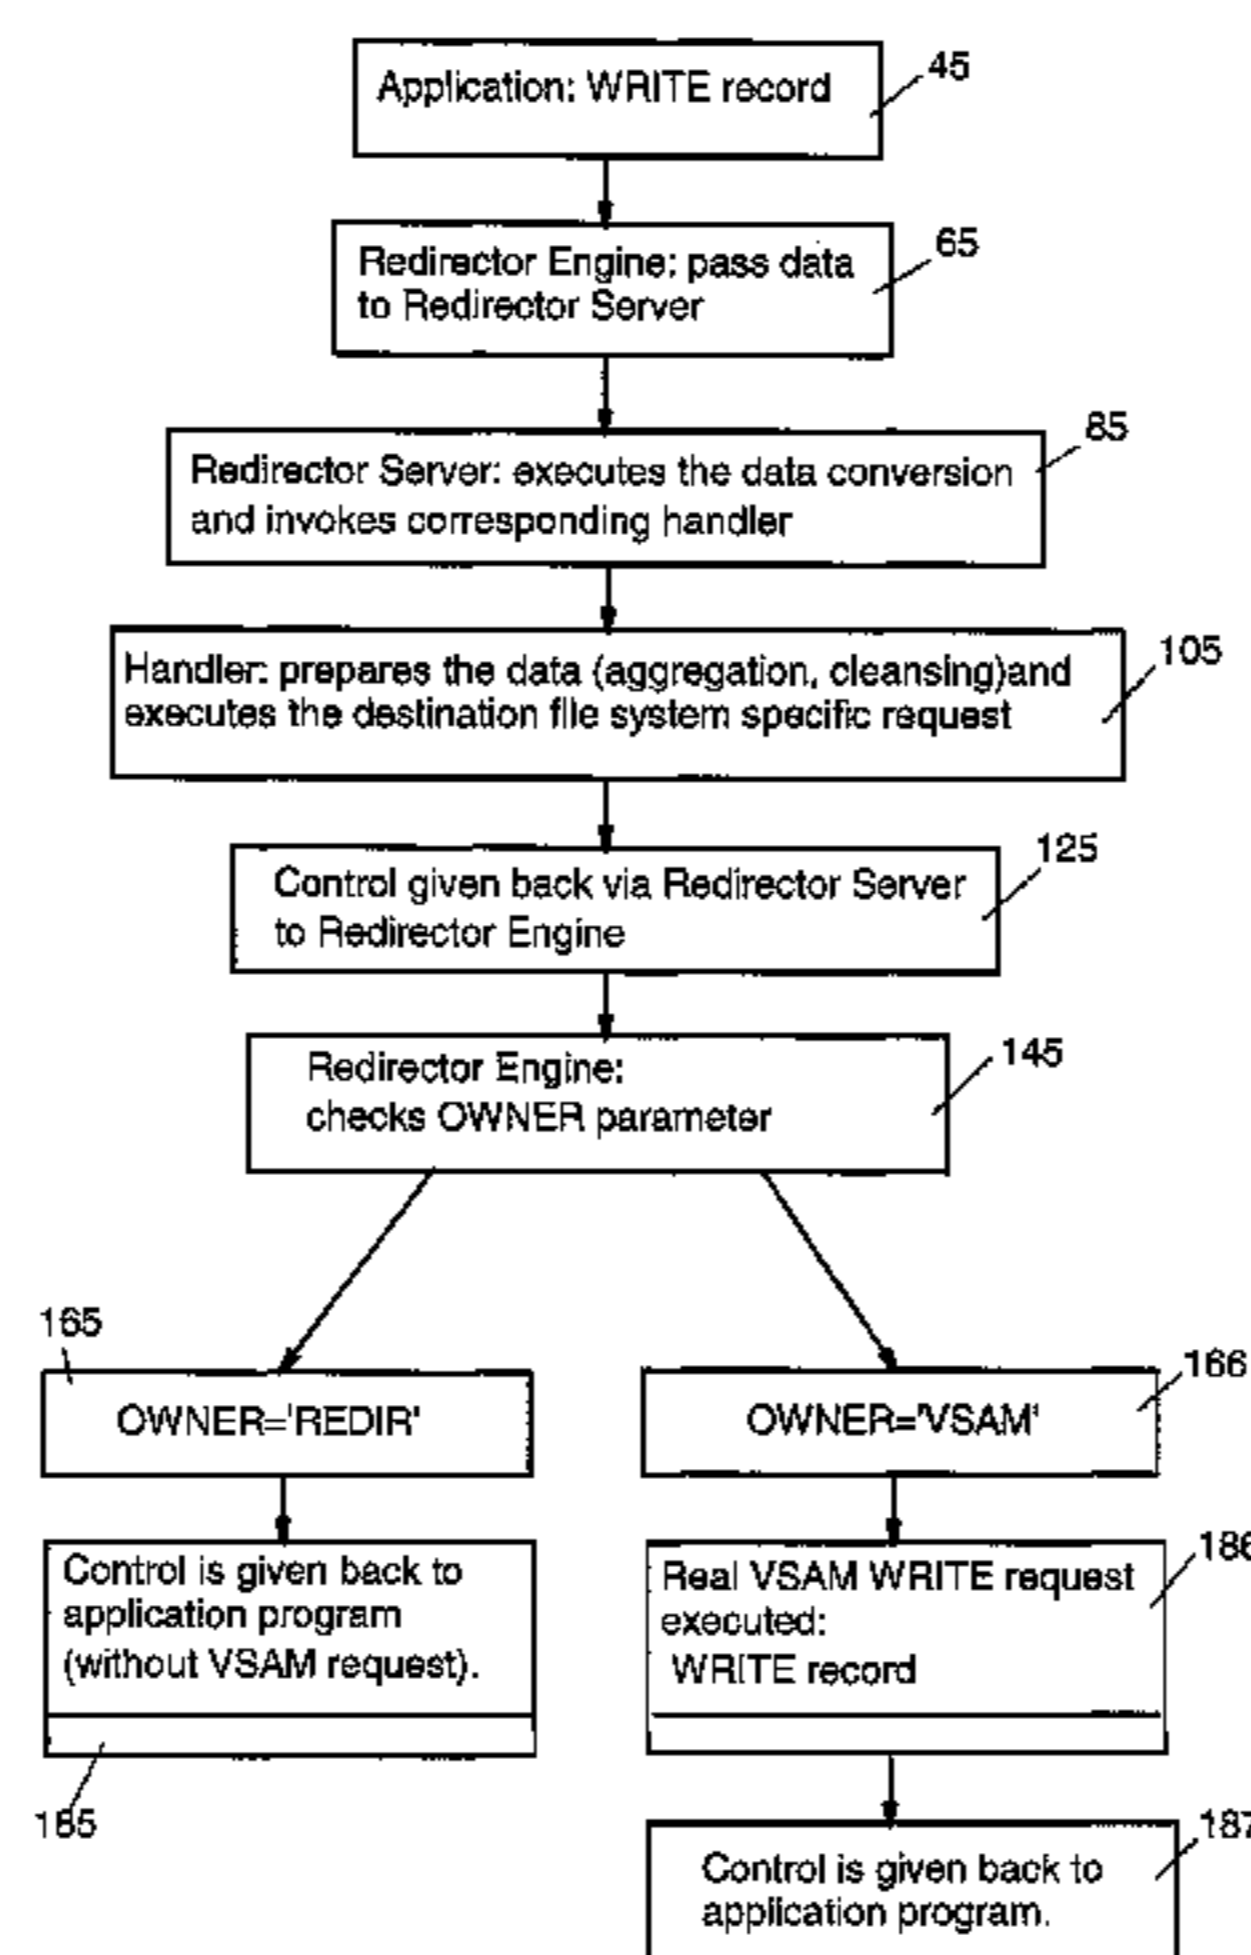 Application: WRITE record
45
Redirector Engine: pass data
to Redirector Server
65
Redirector Server: executes the data conversion
and invokes corresponding handler
85
Handler: prepares the data (aggregation, cleansing)and
executes the destination file system specific request
105
Control given back via Redirector Server
to Redirector Engine
125
Redirector Engine:
checks OWNER parameter
145
165
OWNER='REDIR'
166
OWNER='VSAM'
Control is given back to
application program
(without VSAM request).
185
186
Real VSAM WRITE request
executed:
WRITE record
187
Control is given back to
application program.